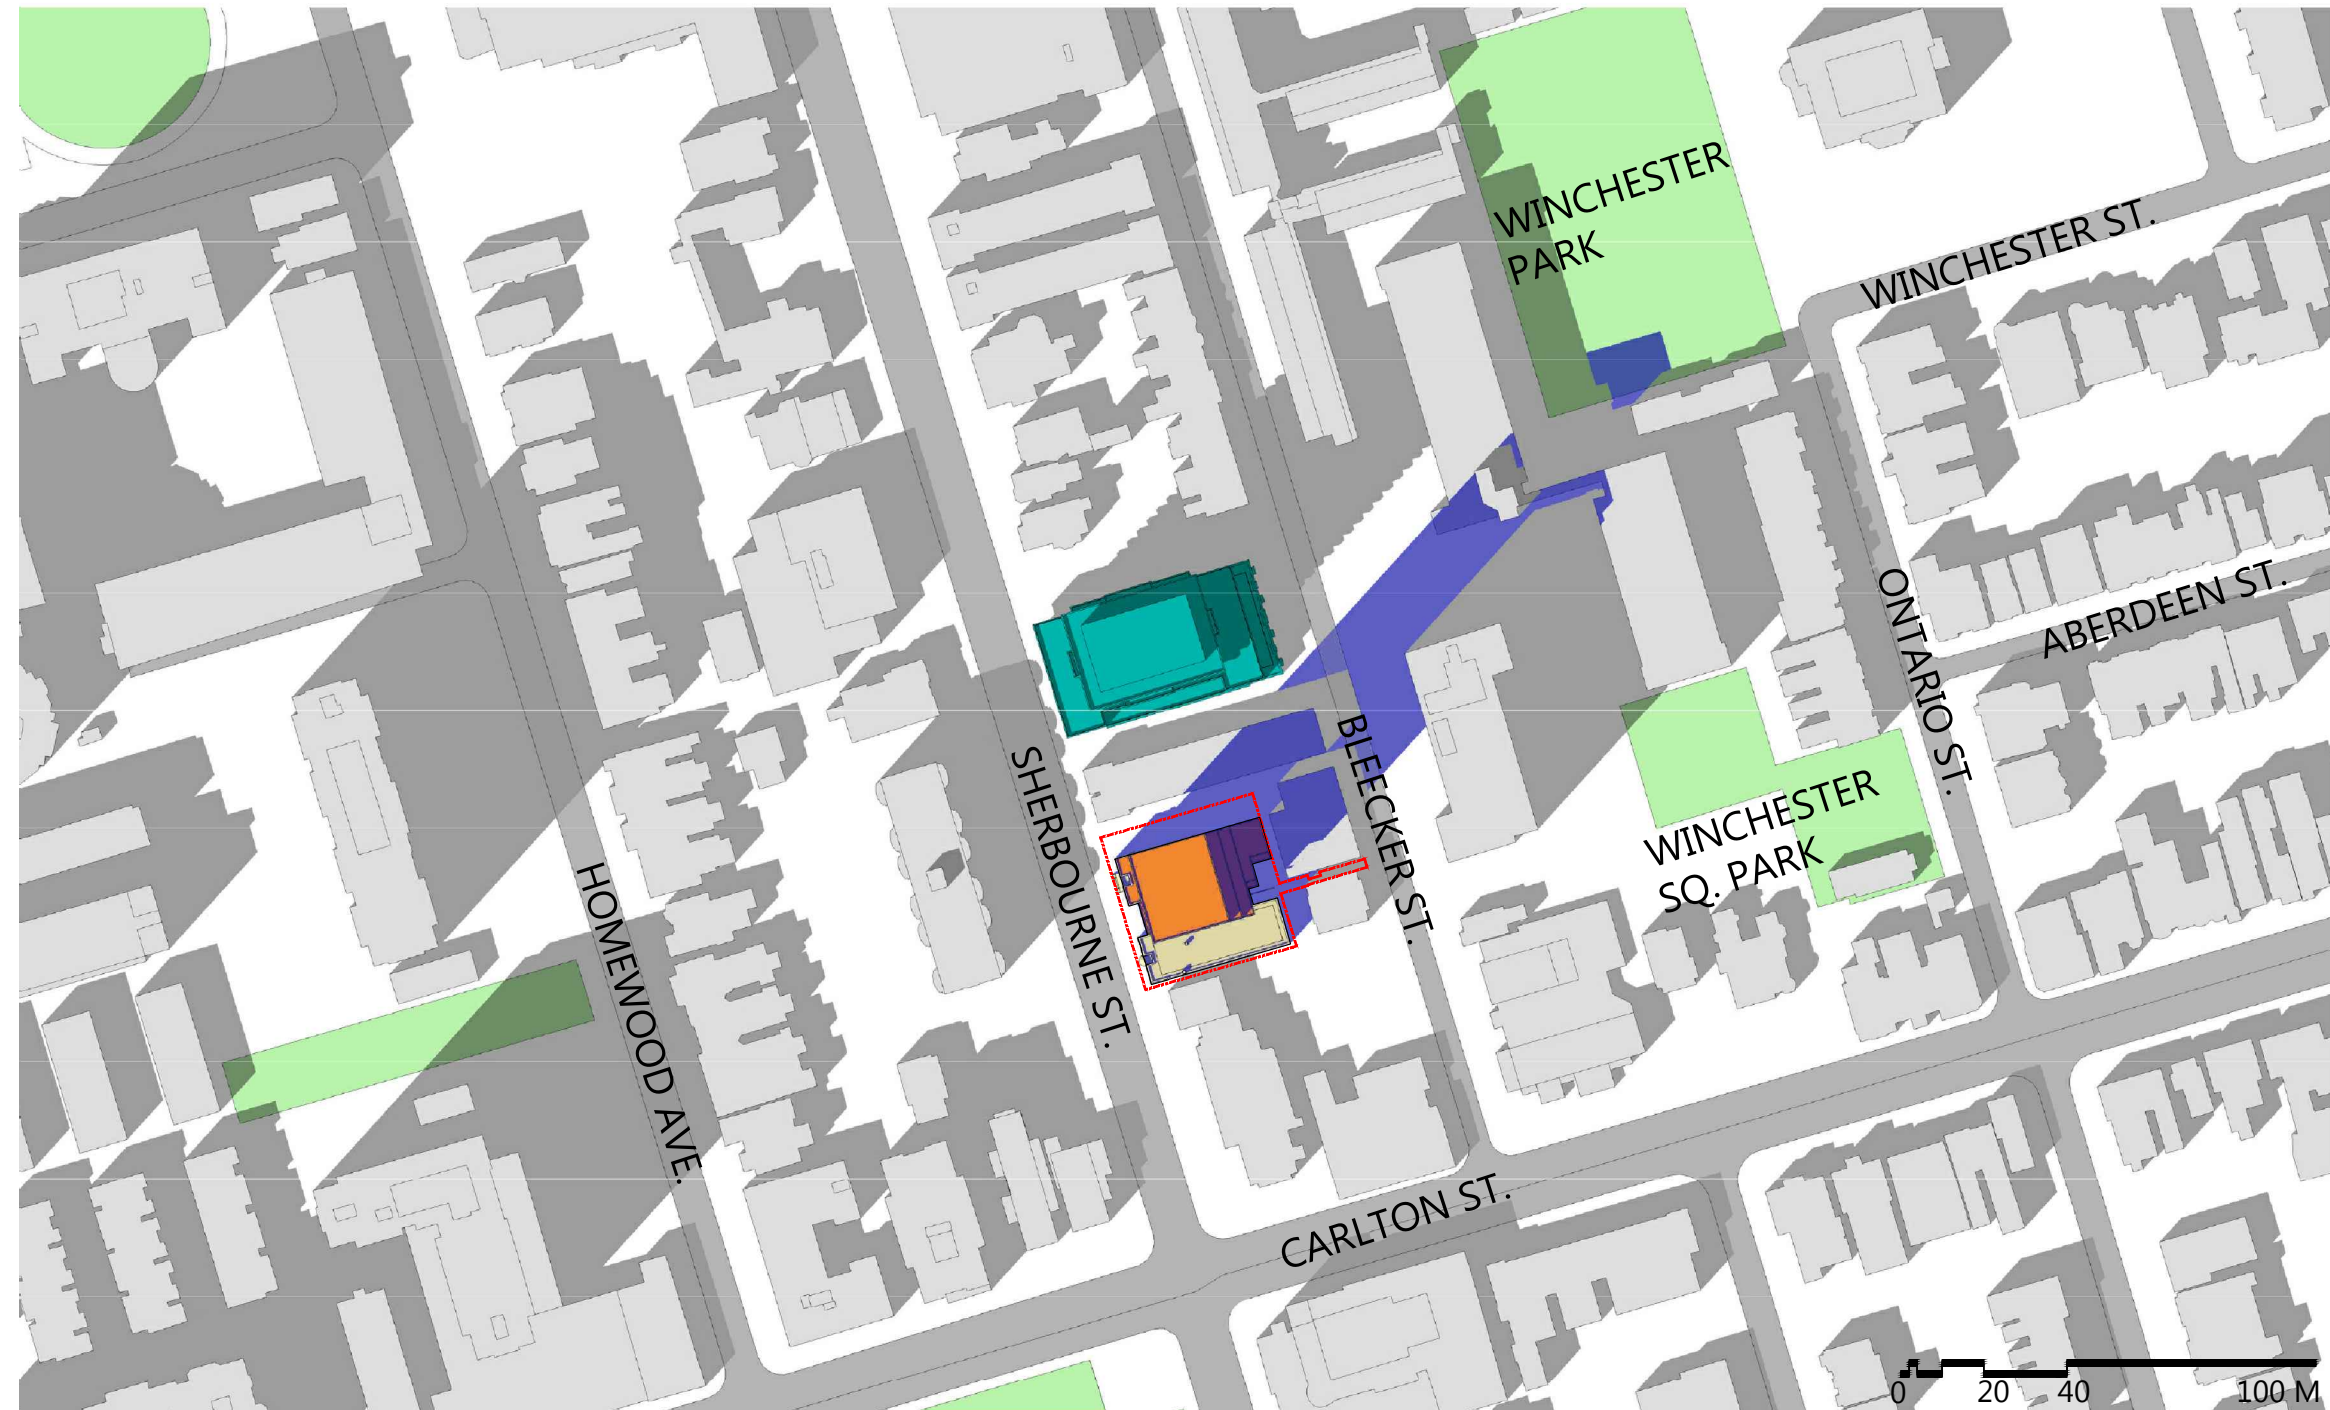 WINCHESTER
PARK
WINCHESTER ST.
ABERDEEN ST.
ONTARIO ST.
SHERBOURNE ST.
BLEECKER ST.
WINCHESTER
SQ. PARK
HOMEWOOD AVE.
CARLTON ST.
0 20 40 100 M